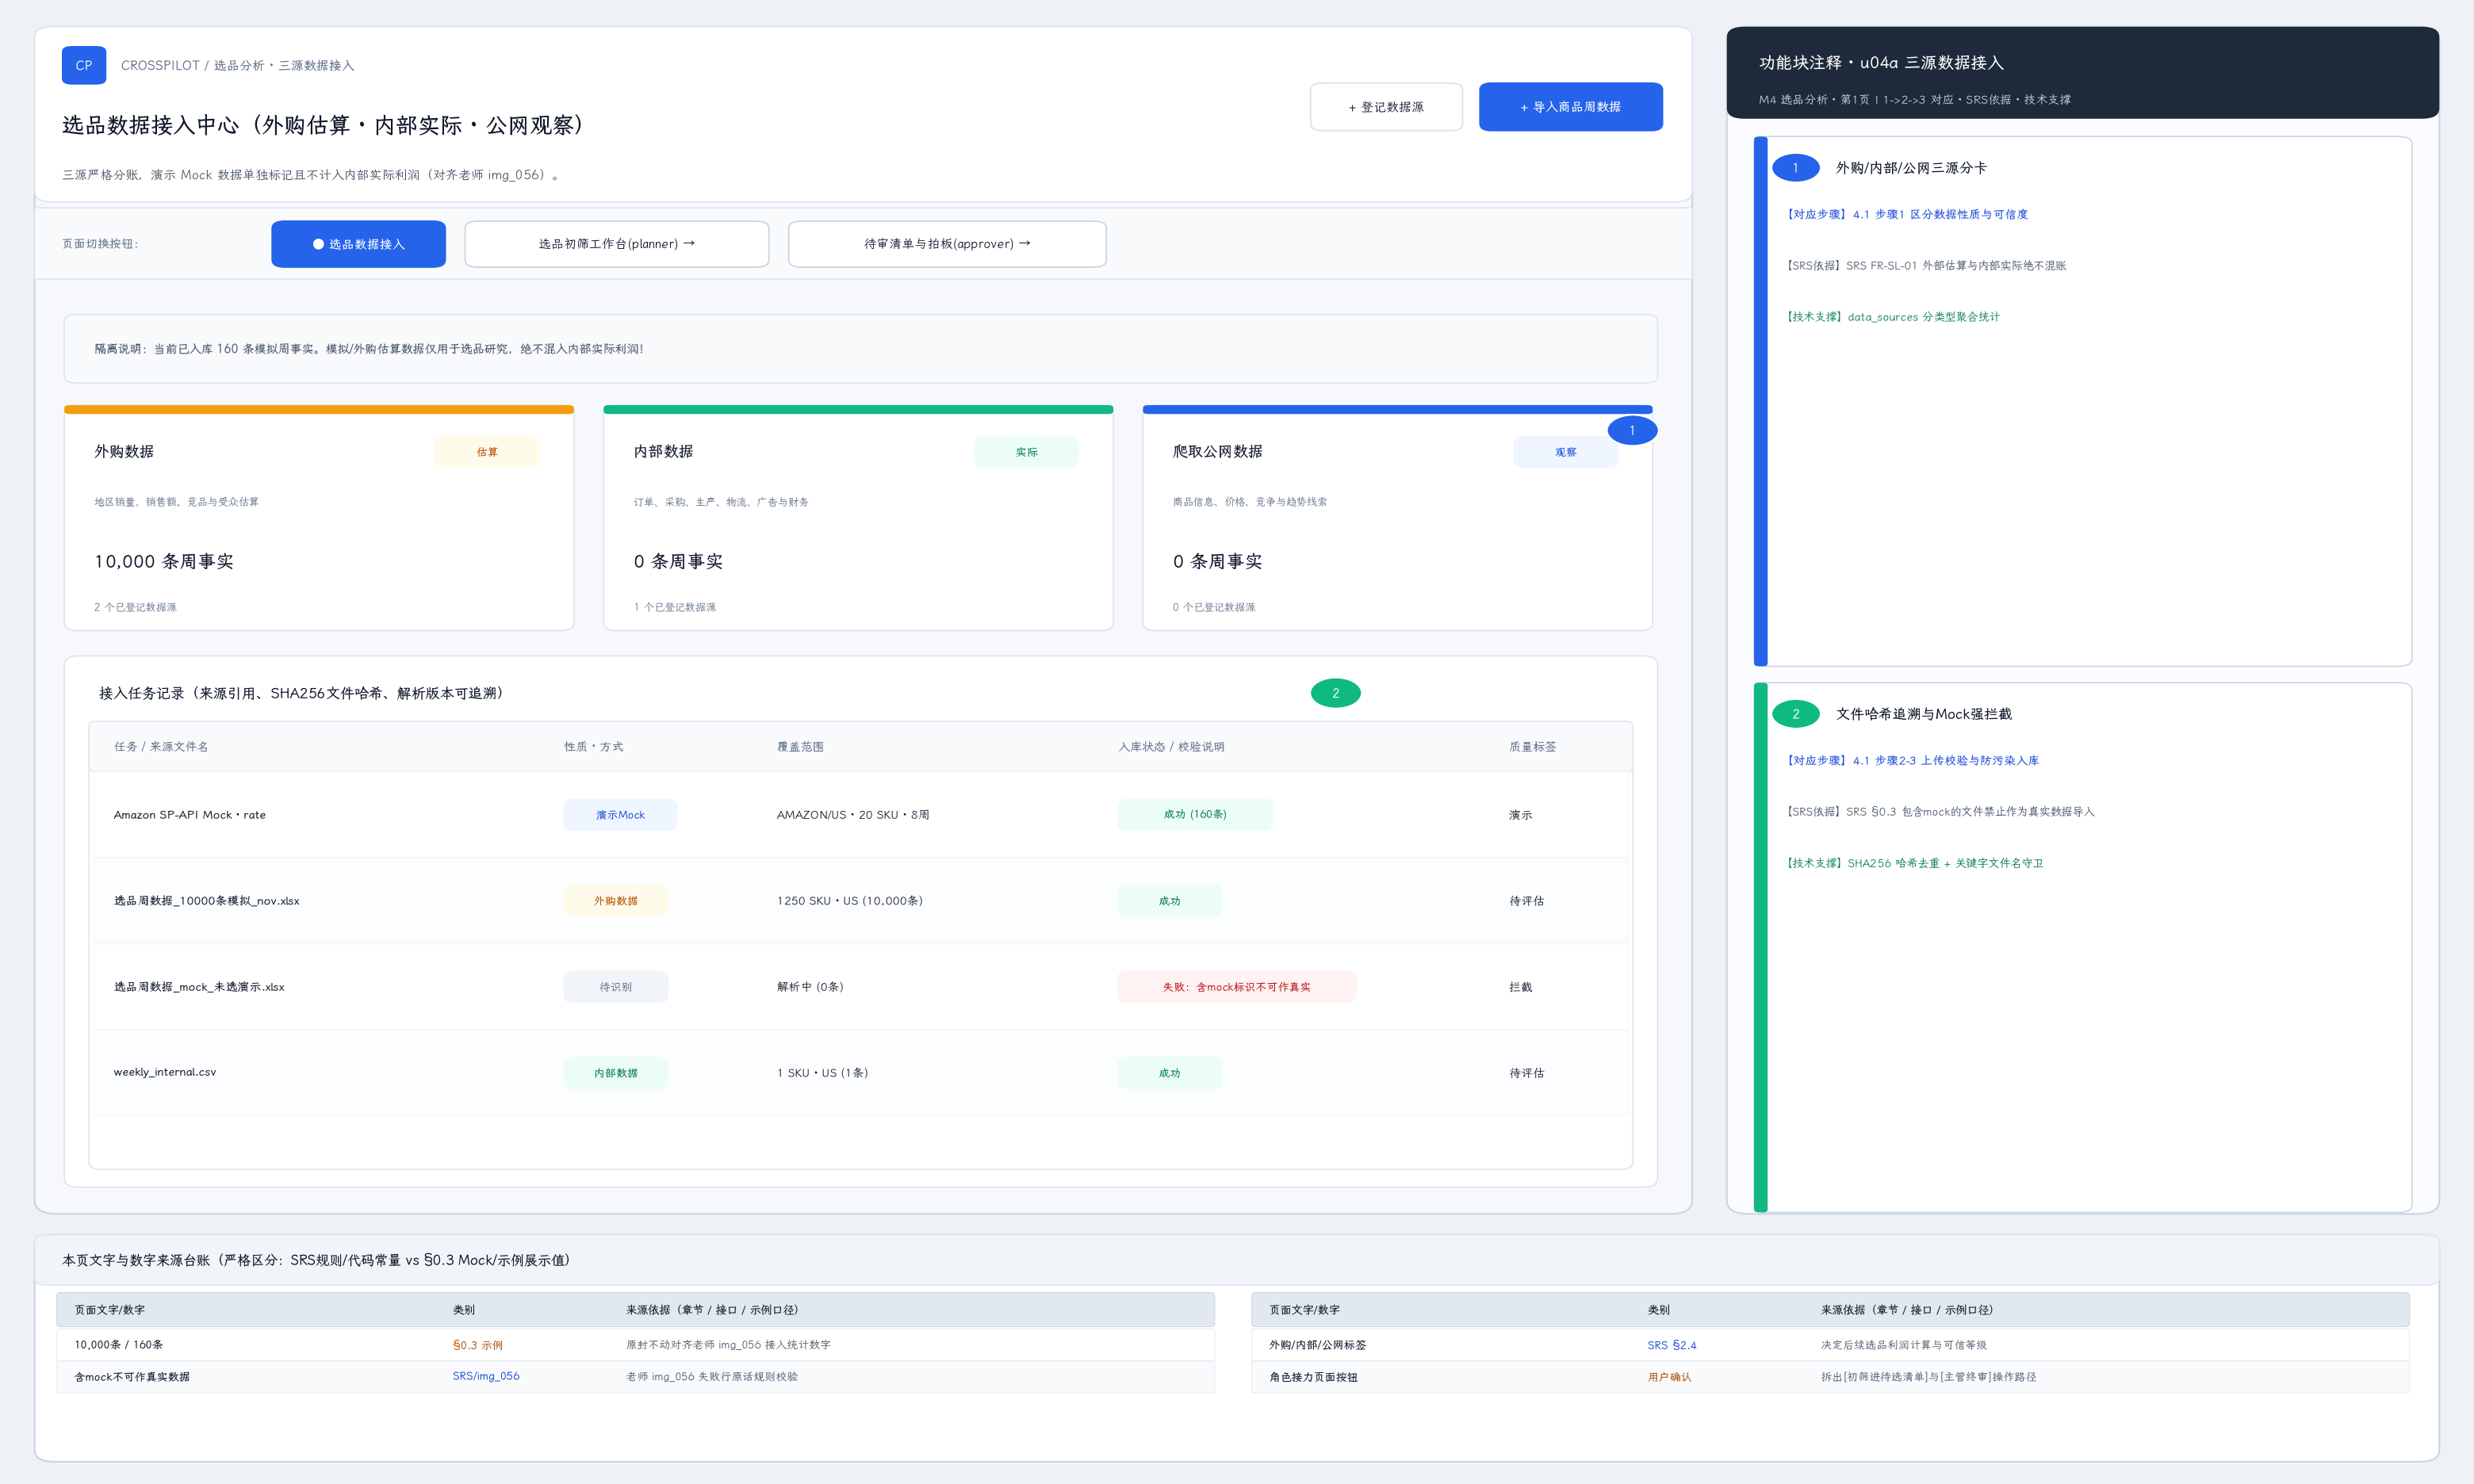 CP
CROSSPILOT / 选品分析・三源数据接入
选品数据接入中心（外购估算・内部实际・公网观察）
三源严格分账，演示 Mock 数据单独标记且不计入内部实际利润（对齐老师 img_056）。
+ 登记数据源
+ 导入商品周数据
页面切换按钮：
● 选品数据接入
选品初筛工作台(planner) →
待审清单与拍板(approver) →
隔离说明：当前已入库 160 条模拟周事实。模拟/外购估算数据仅用于选品研究，绝不混入内部实际利润！
外购数据
估算
地区销量、销售额、竞品与受众估算
10,000 条周事实
2 个已登记数据源
内部数据
实际
订单、采购、生产、物流、广告与财务
0 条周事实
1 个已登记数据源
1
爬取公网数据
观察
商品信息、价格、竞争与趋势线索
0 条周事实
0 个已登记数据源
接入任务记录（来源引用、SHA256文件哈希、解析版本可追溯）
2
任务 / 来源文件名 性质・方式 覆盖范围 入库状态 / 校验说明 质量标签
Amazon SP-API Mock・rate 演示Mock AMAZON/US・20 SKU・8周 成功 (160条) 演示
选品周数据_10000条模拟_nov.xlsx 外购数据 1250 SKU・US (10,000条) 成功 待评估
选品周数据_mock_未选演示.xlsx 待识别 解析中 (0条) 失败：含mock标识不可作真实 拦截
weekly_internal.csv 内部数据 1 SKU・US (1条) 成功 待评估
功能块注释・u04a 三源数据接入
M4 选品分析・第1页 | 1->2->3 对应・SRS依据・技术支撑
1 外购/内部/公网三源分卡
【对应步骤】4.1 步骤1 区分数据性质与可信度
【SRS依据】SRS FR-SL-01 外部估算与内部实际绝不混账
【技术支撑】data_sources 分类型聚合统计
2 文件哈希追溯与Mock强拦截
【对应步骤】4.1 步骤2-3 上传校验与防污染入库
【SRS依据】SRS §0.3 包含mock的文件禁止作为真实数据导入
【技术支撑】SHA256 哈希去重 + 关键字文件名守卫
本页文字与数字来源台账（严格区分：SRS规则/代码常量 vs §0.3 Mock/示例展示值）
页面文字/数字 类别 来源依据（章节 / 接口 / 示例口径）
10,000条 / 160条 §0.3 示例 原封不动对齐老师 img_056 接入统计数字
含mock不可作真实数据 SRS/img_056 老师 img_056 失败行原话规则校验
页面文字/数字 类别 来源依据（章节 / 接口 / 示例口径）
外购/内部/公网标签 SRS §2.4 决定后续选品利润计算与可信等级
角色接力页面按钮 用户确认 拆出[初筛进待选清单]与[主管终审]操作路径